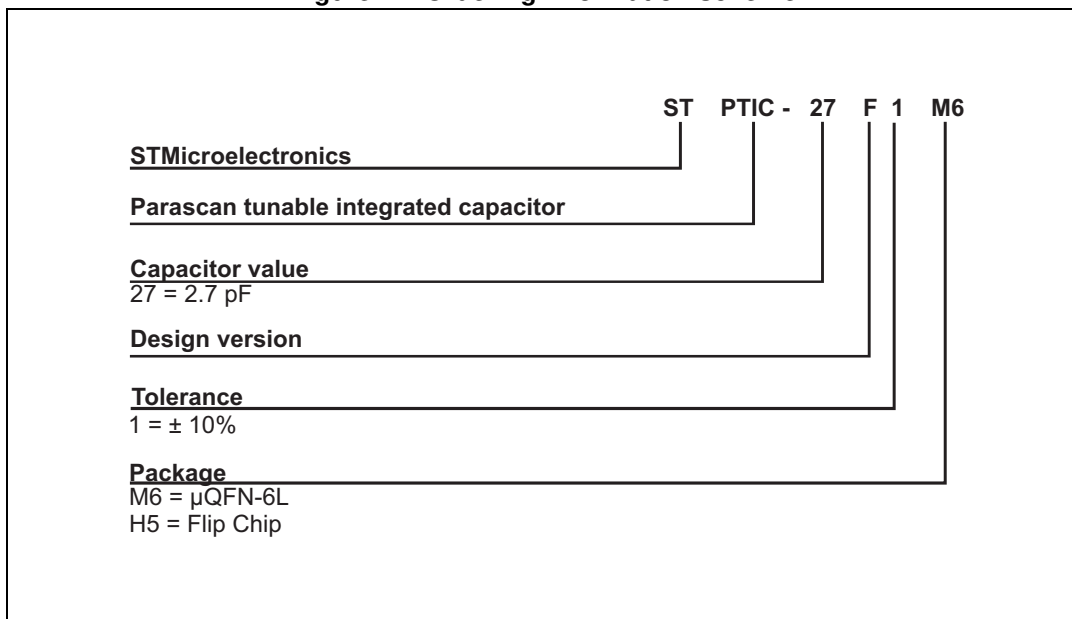 ST PTIC - 27 F 1 M6
STMicroelectronics
Parascan tunable integrated capacitor
Capacitor value
27 = 2.7 pF
Design version
Tolerance
1 = ± 10%
Package
M6 = µQFN-6L
H5 = Flip Chip